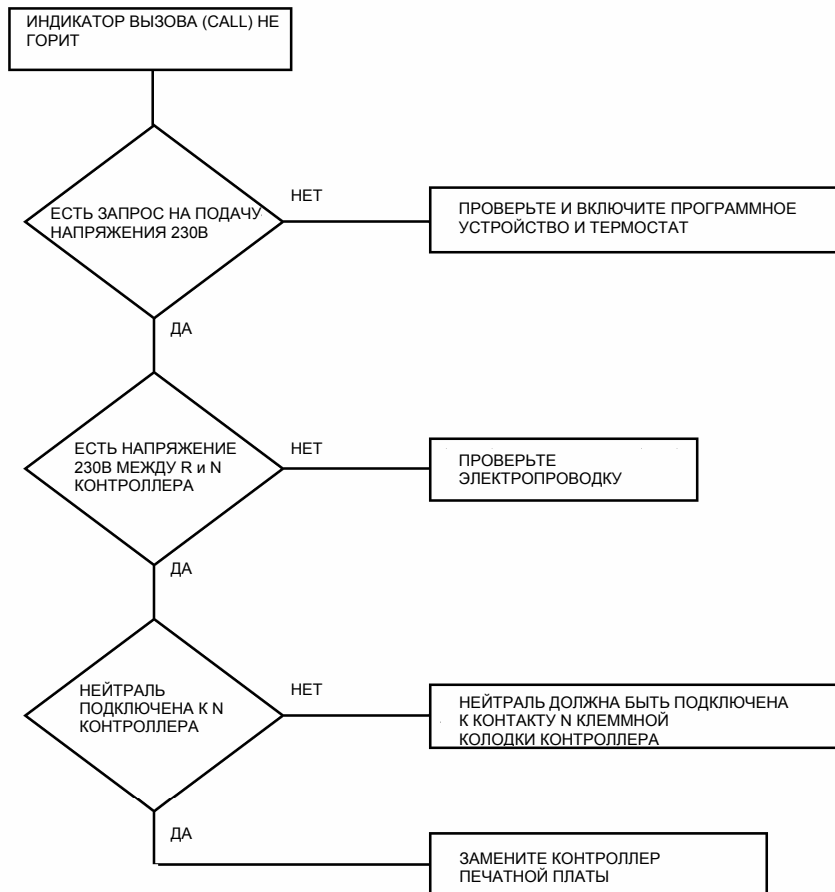 ИНДИКАТОР ВЫЗОВА (CALL) НЕ
ГОРИТ
ЕСТЬ ЗАПРОС НА ПОДАЧУ
НАПРЯЖЕНИЯ 230В
НЕТ
ПРОВЕРЬТЕ И ВКЛЮЧИТЕ ПРОГРАММНОЕ
УСТРОЙСТВО И ТЕРМОСТАТ
ДА
ЕСТЬ НАПРЯЖЕНИЕ
230В МЕЖДУ R и N
КОНТРОЛЛЕРА
НЕТ
ПРОВЕРЬТЕ
ЭЛЕКТРОПРОВОДКУ
ДА
НЕЙТРАЛЬ
ПОДКЛЮЧЕНА К N
КОНТРОЛЛЕРА
НЕТ
НЕЙТРАЛЬ ДОЛЖНА БЫТЬ ПОДКЛЮЧЕНА
К КОНТАКТУ N КЛЕММНОЙ
КОЛОДКИ КОНТРОЛЛЕРА
ДА
ЗАМЕНИТЕ КОНТРОЛЛЕР
ПЕЧАТНОЙ ПЛАТЫ